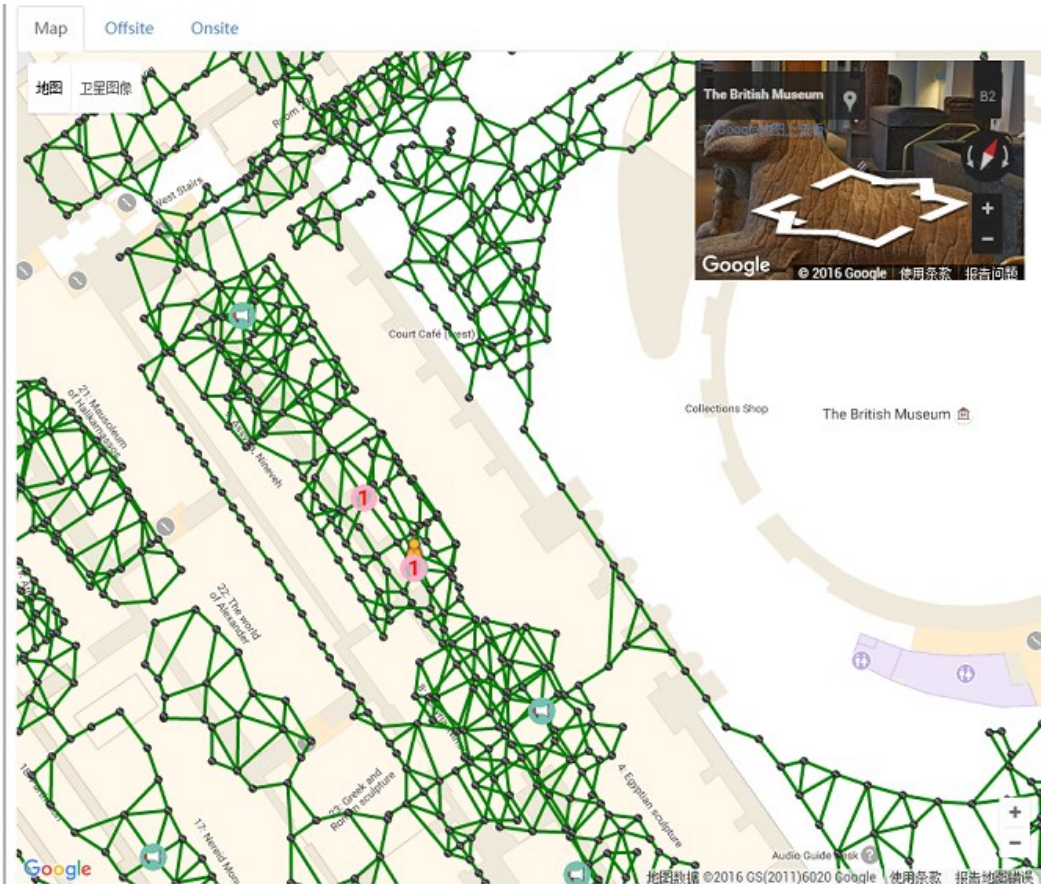 Map Offsite Onsite
地图 卫星图像
The British Museum
B2
Google
© 2016 Google 使用条款 报告问题
Room
West Stairs
Court Café (west)
21: Mausoleum
of Halikarnassos
Nineveh
Collections Shop
The British Museum
1
1
22: The world
of Alexander
23: Greek and
Roman sculpture
4: Egyptian sculpture
17: Nereid
Audio Guide Desk
+
−
+
−
Google
地图数据 ©2016 GS(2011)6020 Google 使用条款 报告地图错误